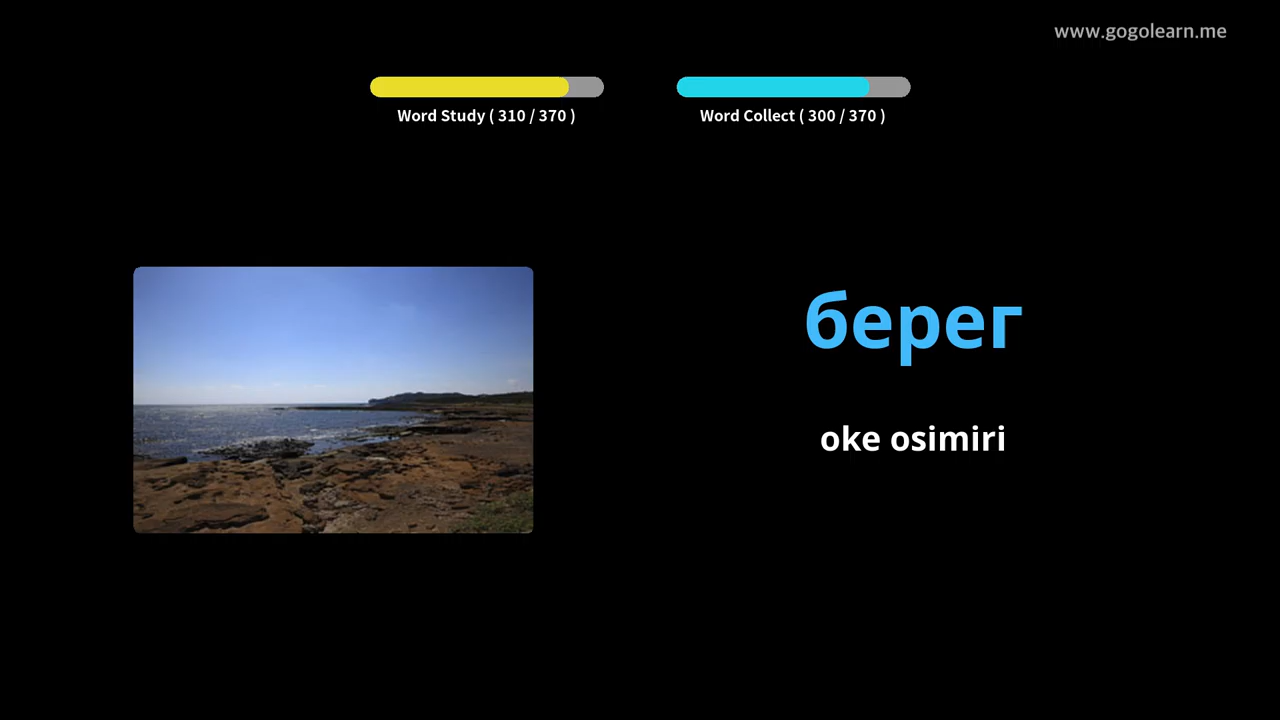 www.gogolearn.me
Word Study ( 310 / 370 )
Word Collect ( 300 / 370 )
берег
oke osimiri